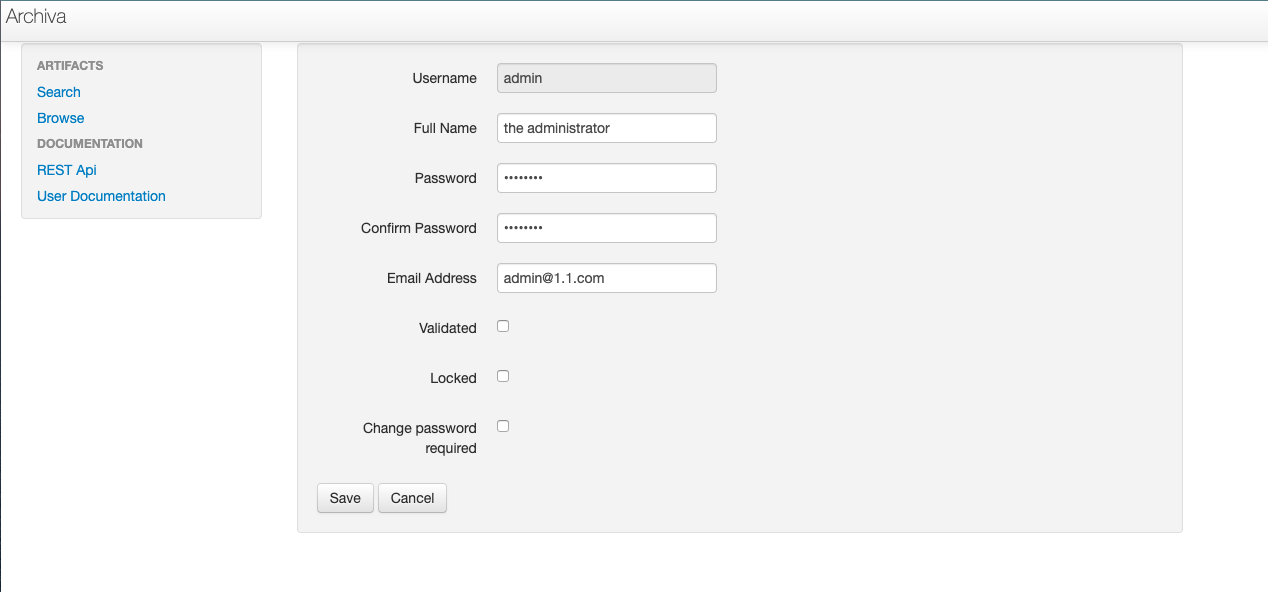 Archiva
ARTIFACTS
Search
Browse
DOCUMENTATION
REST Api
User Documentation
Username
admin
Full Name
the administrator
Password
••••••••
Confirm Password
••••••••
Email Address
admin@1.1.com
Validated
Locked
Change password
required
Save
Cancel